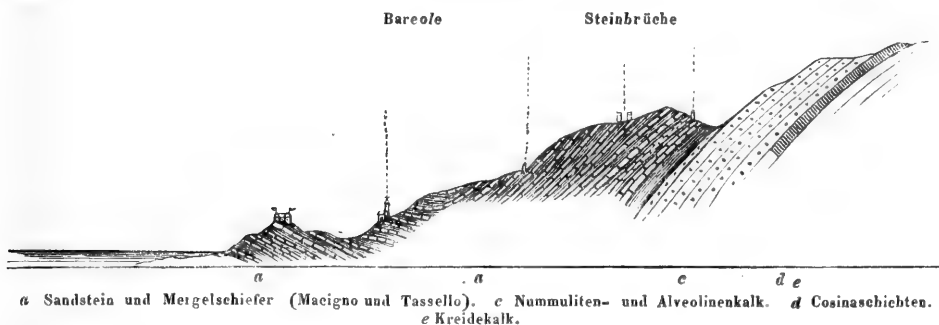 Bareole Steinbrüche
a a c d e
a Sandstein und Mergelschiefer (Macigno und Tassello). c Nummuliten- und Alveolinenkalk. d Cosinaschichten.
e Kreidekalk.